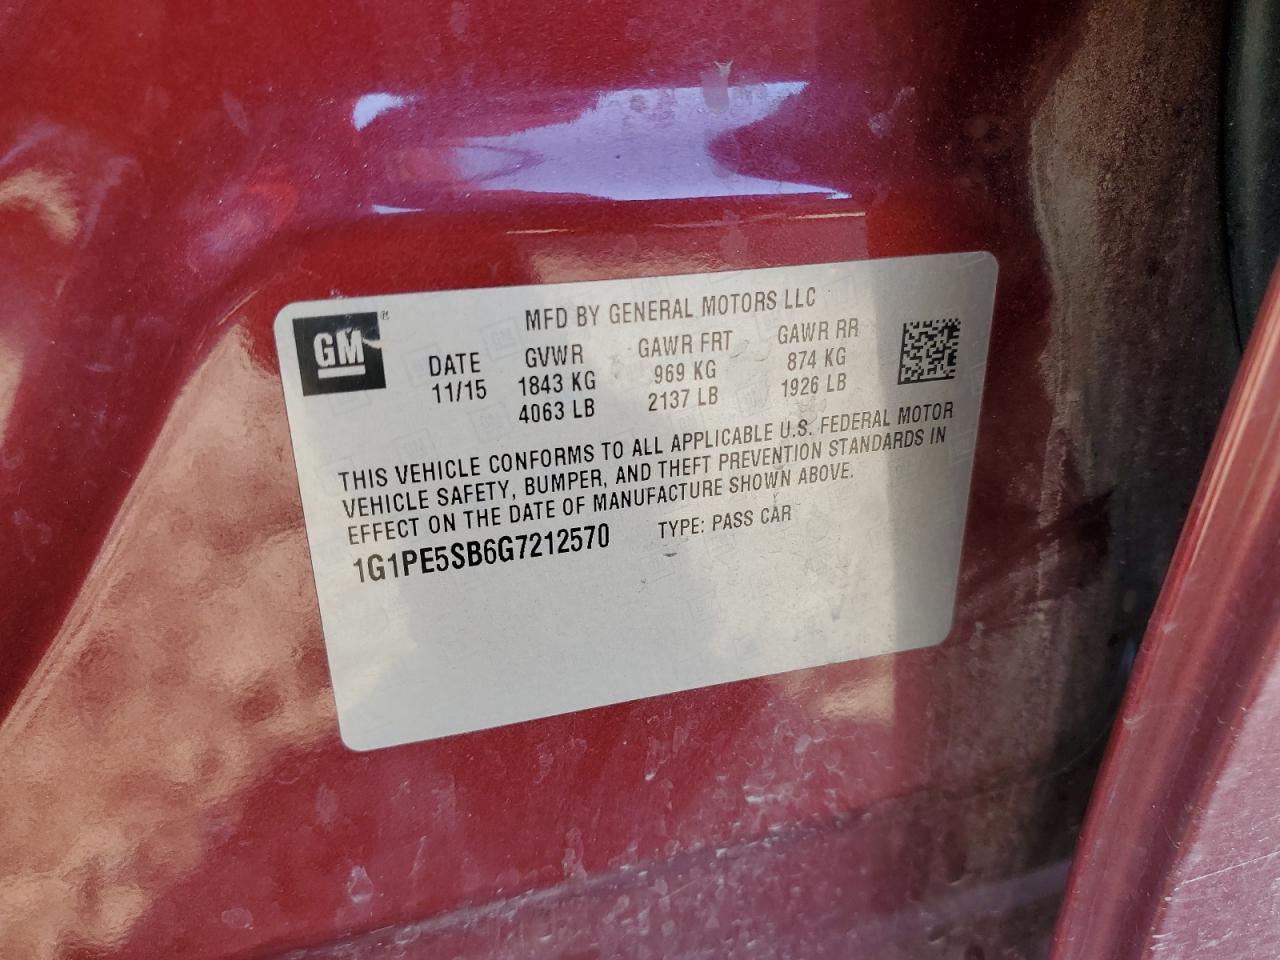 GM®
MFD BY GENERAL MOTORS LLC
DATE GVWR GAWR FRT GAWR RR
11/15 1843 KG 969 KG 874 KG
4063 LB 2137 LB 1926 LB
THIS VEHICLE CONFORMS TO ALL APPLICABLE U.S. FEDERAL MOTOR
VEHICLE SAFETY, BUMPER, AND THEFT PREVENTION STANDARDS IN
EFFECT ON THE DATE OF MANUFACTURE SHOWN ABOVE.
1G1PE5SB6G7212570 TYPE: PASS CAR